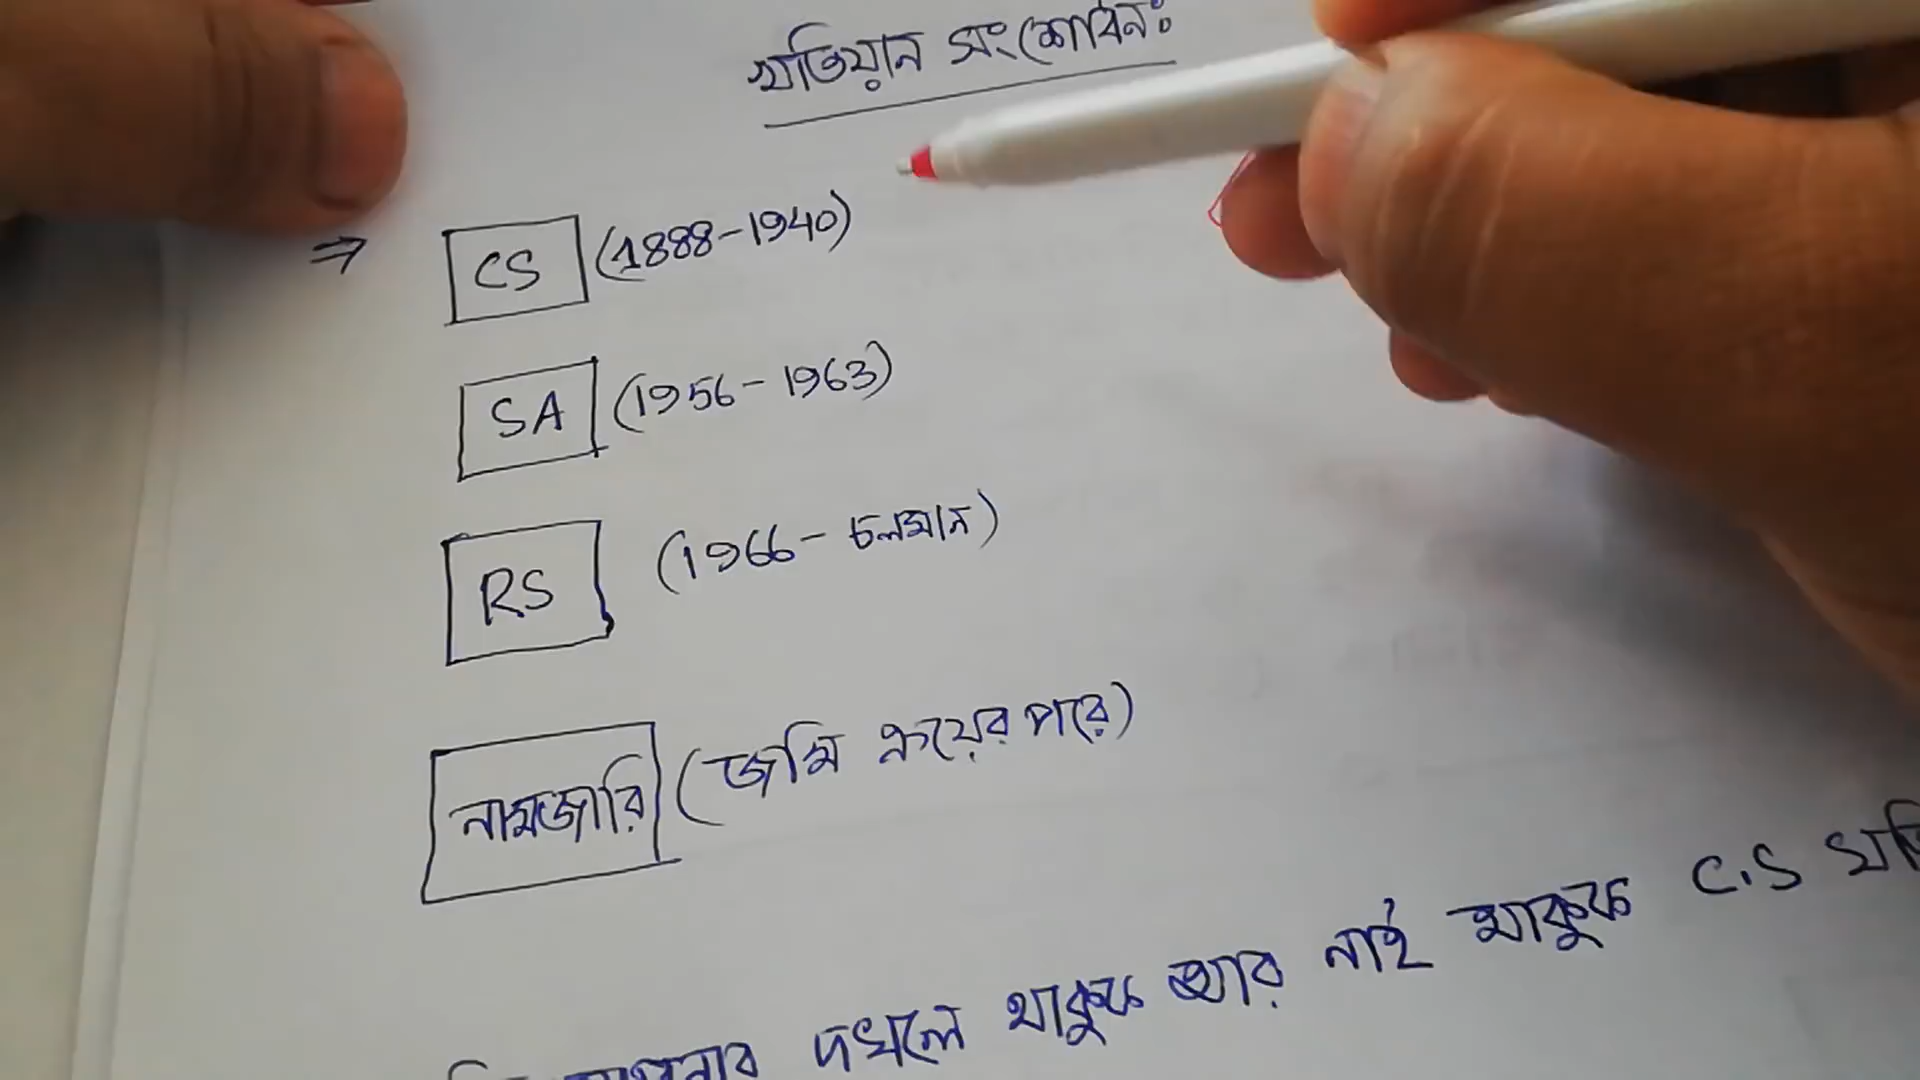 খতিয়ান সংশোধন:
⇒ CS (1888-1940)
SA (1956-1963)
RS (1966- চলমান)
নামজারি (জমি ক্রয়ের পরে)
দখলে থাকুক আর নাই থাকুক C.S